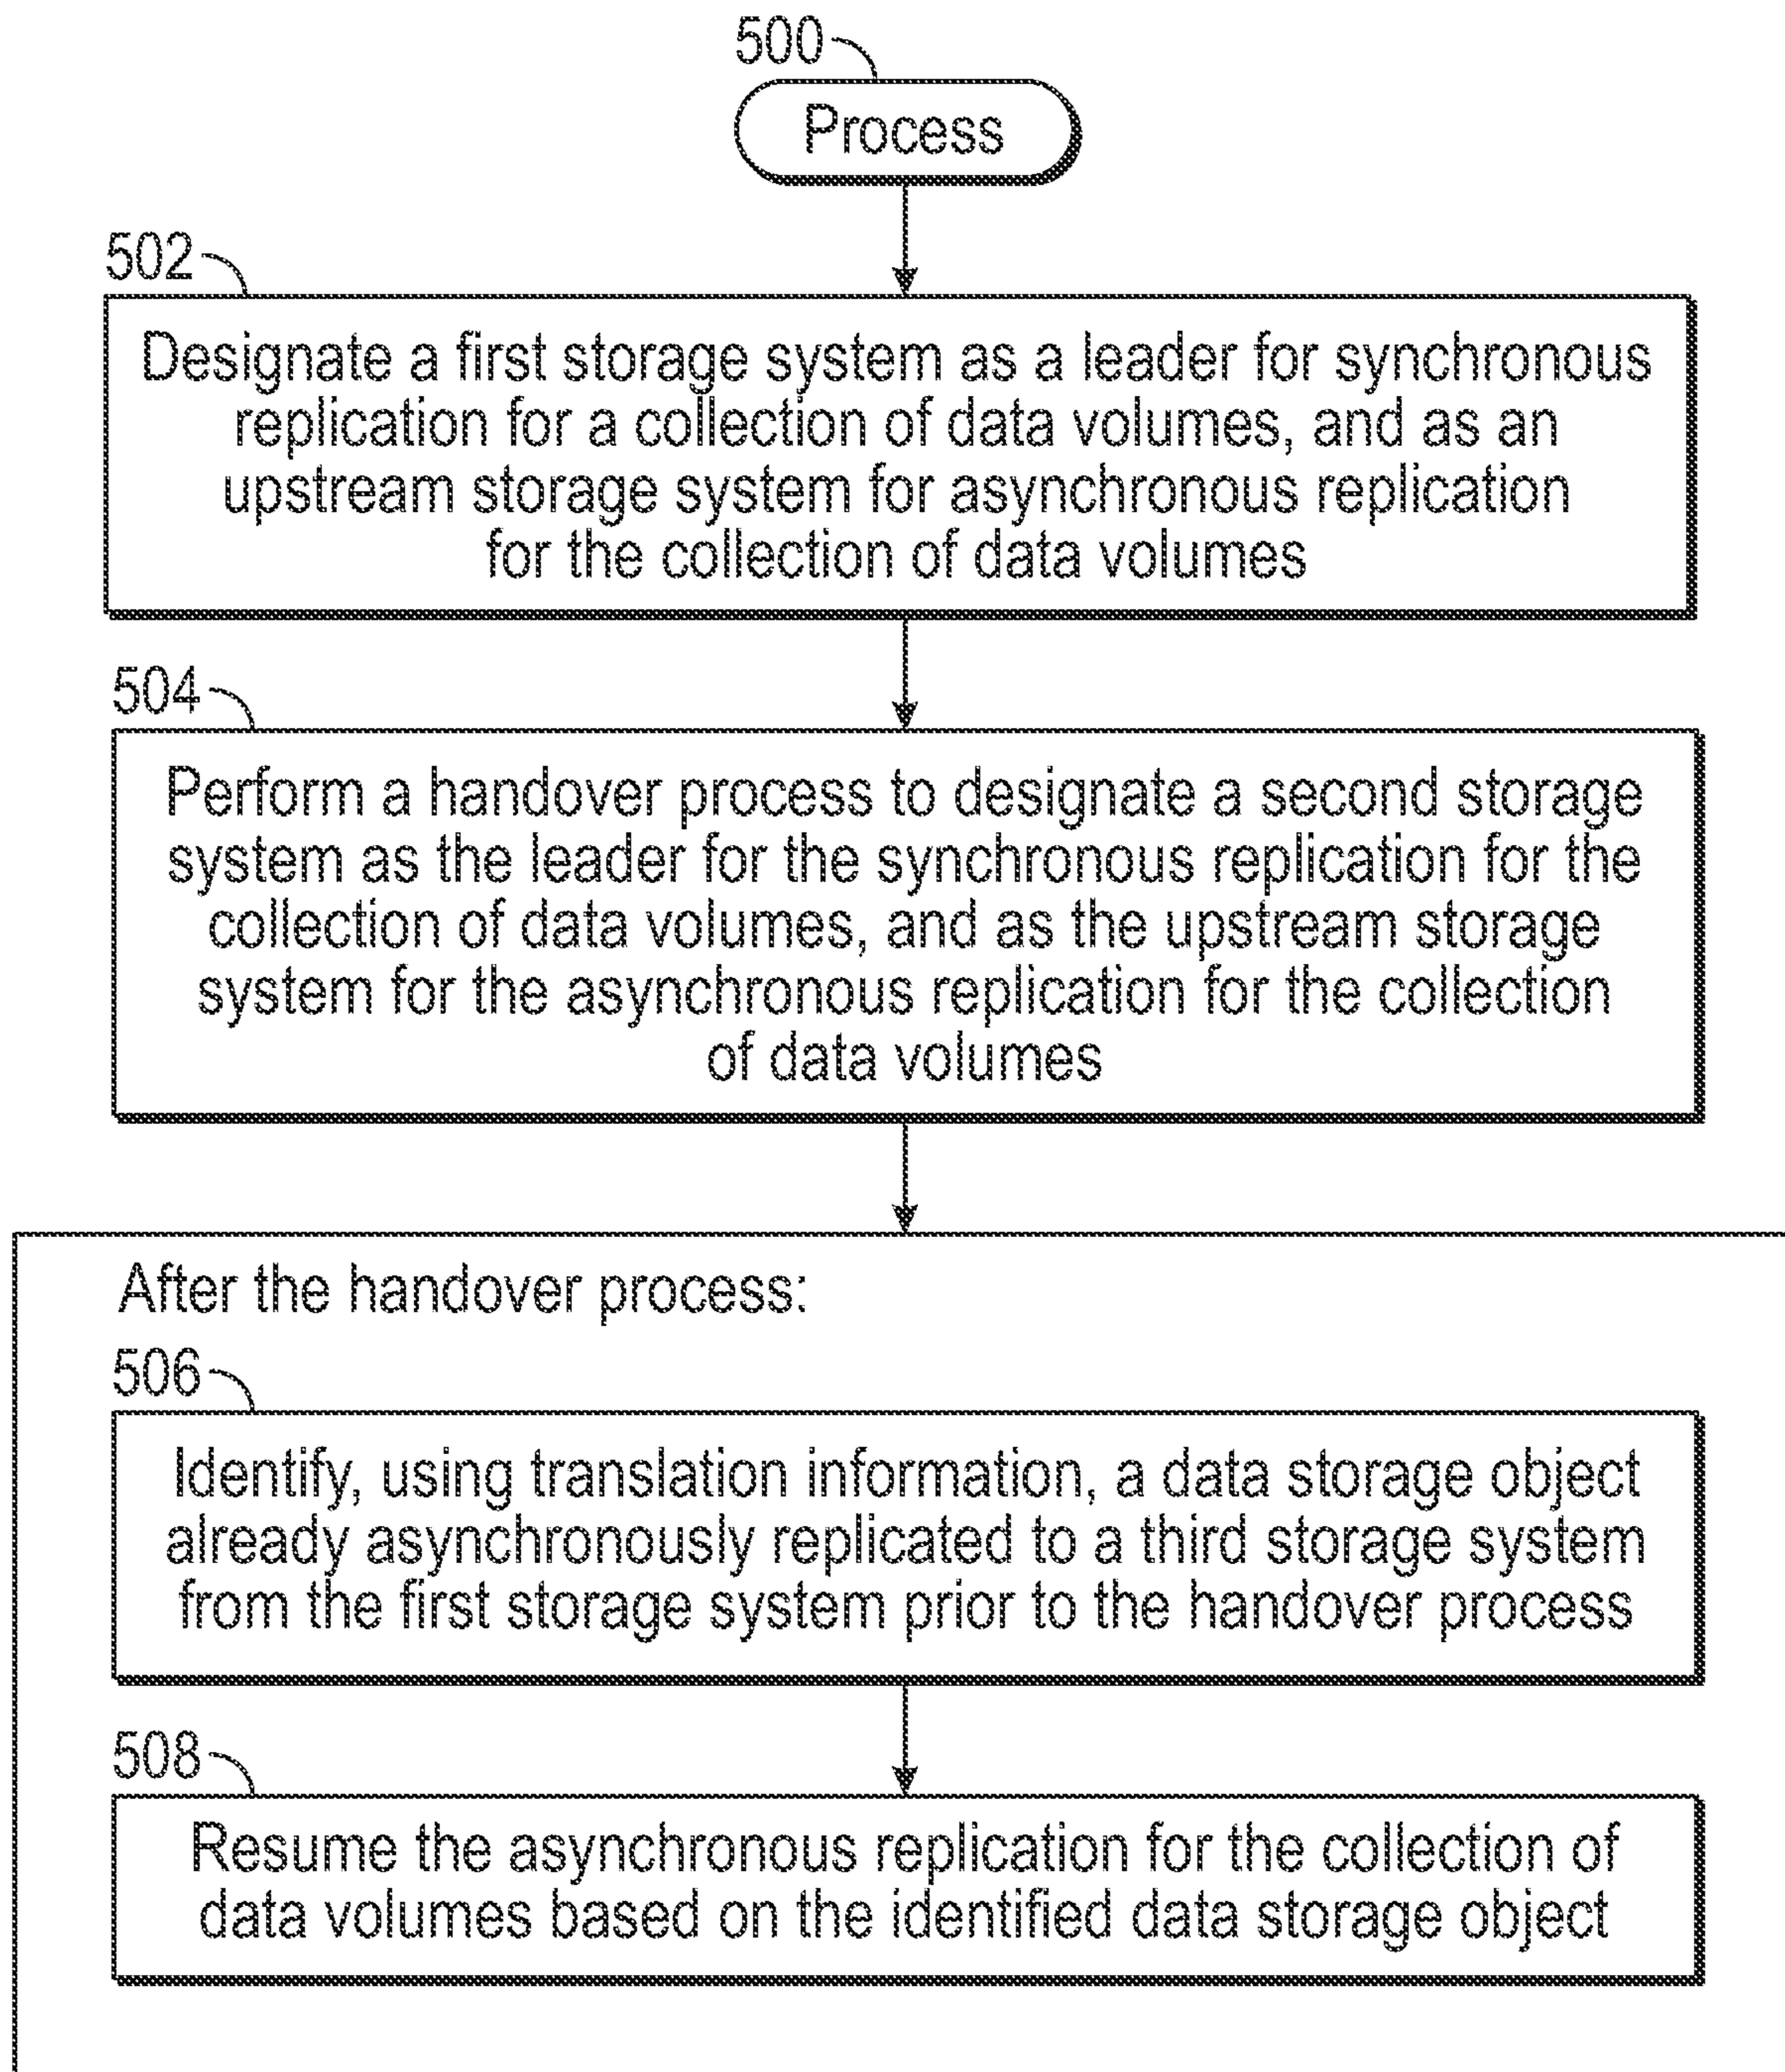 500
Process
502
Designate a first storage system as a leader for synchronous
replication for a collection of data volumes, and as an
upstream storage system for asynchronous replication
for the collection of data volumes
504
Perform a handover process to designate a second storage
system as the leader for the synchronous replication for the
collection of data volumes, and as the upstream storage
system for the asynchronous replication for the collection
of data volumes
After the handover process:
506
Identify, using translation information, a data storage object
already asynchronously replicated to a third storage system
from the first storage system prior to the handover process
508
Resume the asynchronous replication for the collection of
data volumes based on the identified data storage object